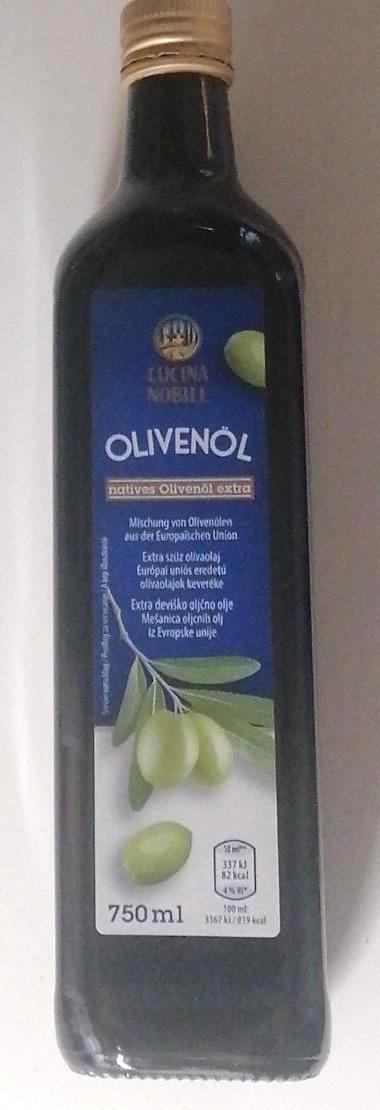 CUCINA
NOBILE
OLIVENÖL
natives Olivenöl extra
Mischung von Olivenölen
aus der Europäischen Union
Extra szűz olívaolaj
Európai uniós eredetű
olívaolajok keveréke
Extra deviško oljčno olje
Mešanica oljčnih olj
iz Evropske unije
10 ml**
337 kJ
82 kcal
4% RI*
750 ml
100 ml:
3367 kJ / 819 kcal